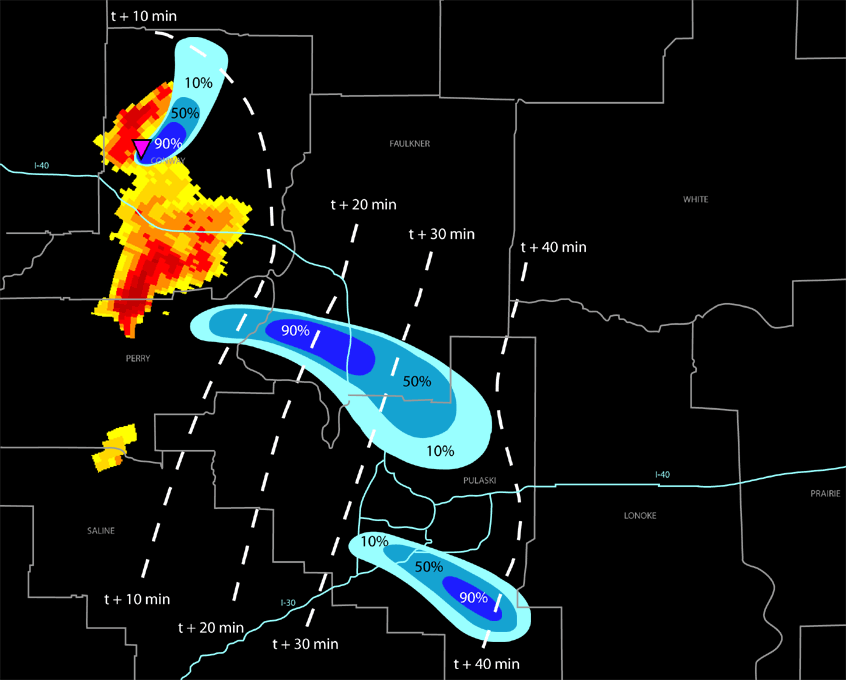 t + 10 min
10%
50%
90%
CONWAY
FAULKNER
I-40
WHITE
t + 20 min
t + 30 min
t + 40 min
90%
PERRY
50%
10%
I-40
PULASKI
PRAIRIE
LONOKE
SALINE
10%
50%
90%
t + 10 min
I-30
t + 20 min
t + 30 min
t + 40 min